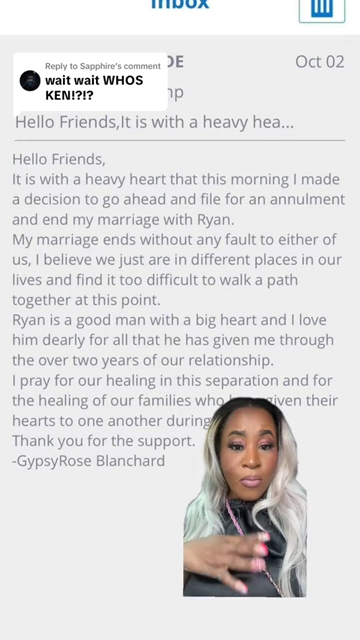 Inbox
DE
Oct 02
Reply to Sapphire's comment
wait wait WHOS
KEN!?!?
mp
Hello Friends,It is with a heavy hea...
Hello Friends,
It is with a heavy heart that this morning I made
a decision to go ahead and file for an annulment
and end my marriage with Ryan.
My marriage ends without any fault to either of
us, I believe we just are in different places in our
lives and find it too difficult to walk a path
together at this point.
Ryan is a good man with a big heart and I love
him dearly for all that he has given me through
the over two years of our relationship.
I pray for our healing in this separation and for
the healing of our families who given their
hearts to one another during
Thank you for the support.
-GypsyRose Blanchard